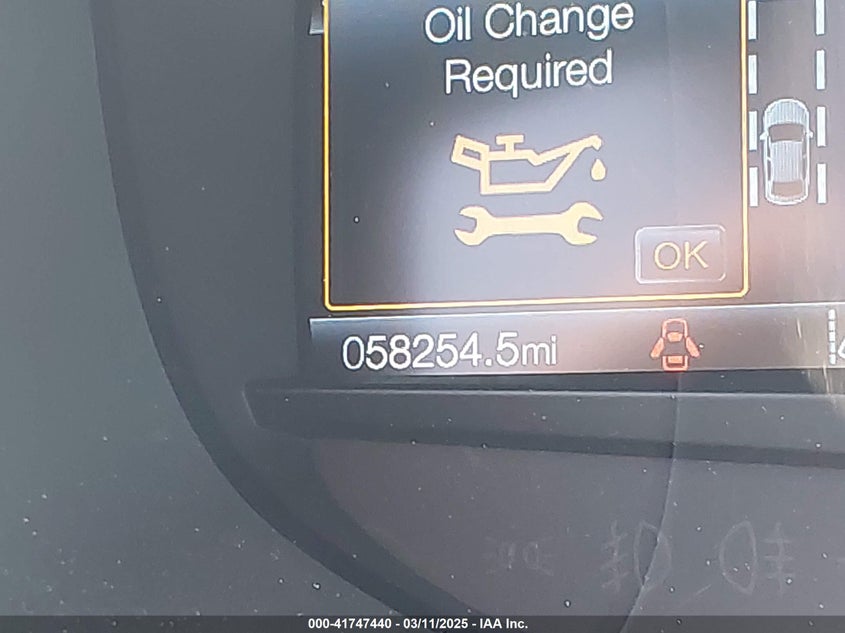 Oil Change
Required
OK
058254.5mi
000-41747440 - 03/11/2025 - IAA Inc.